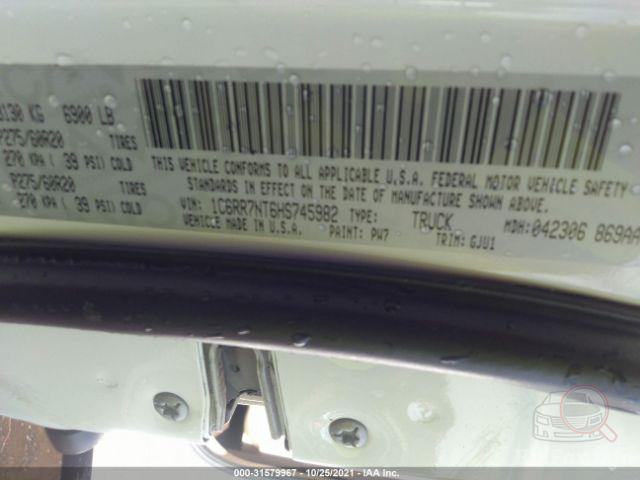 3130 KG 6900 LB
P275/60R20 TIRES
270 KPA ( 39 PSI) COLD
P275/60R20 TIRES
270 KPA ( 39 PSI) COLD
THIS VEHICLE CONFORMS TO ALL APPLICABLE U.S.A. FEDERAL MOTOR VEHICLE SAFETY
STANDARDS IN EFFECT ON THE DATE OF MANUFACTURE SHOWN ABOVE.
VIN: 1C6RR7NT6HS745982 TYPE: TRUCK
VEHICLE MADE IN U.S.A. PAINT: PW7 TRIM: GJU1 MDH: 042306 869AA
000-31579967 - 10/25/2021 - IAA Inc.